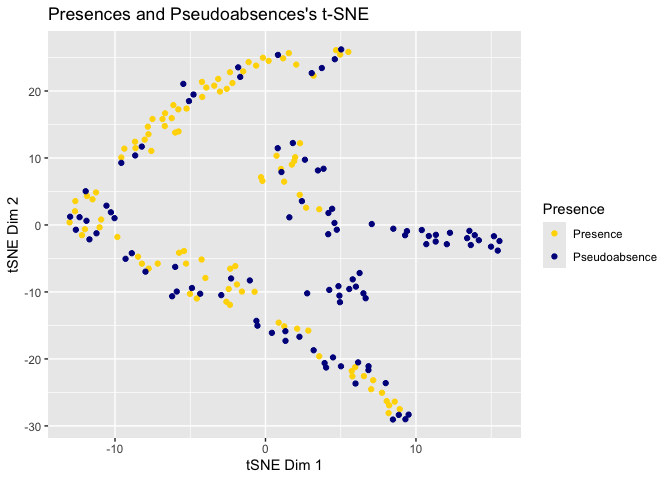 Presences and Pseudoabsences's t-SNE
tSNE Dim 2
20
10
0
-10
-20
-30
-10
0
10
tSNE Dim 1
Presence
Presence
Pseudoabsence